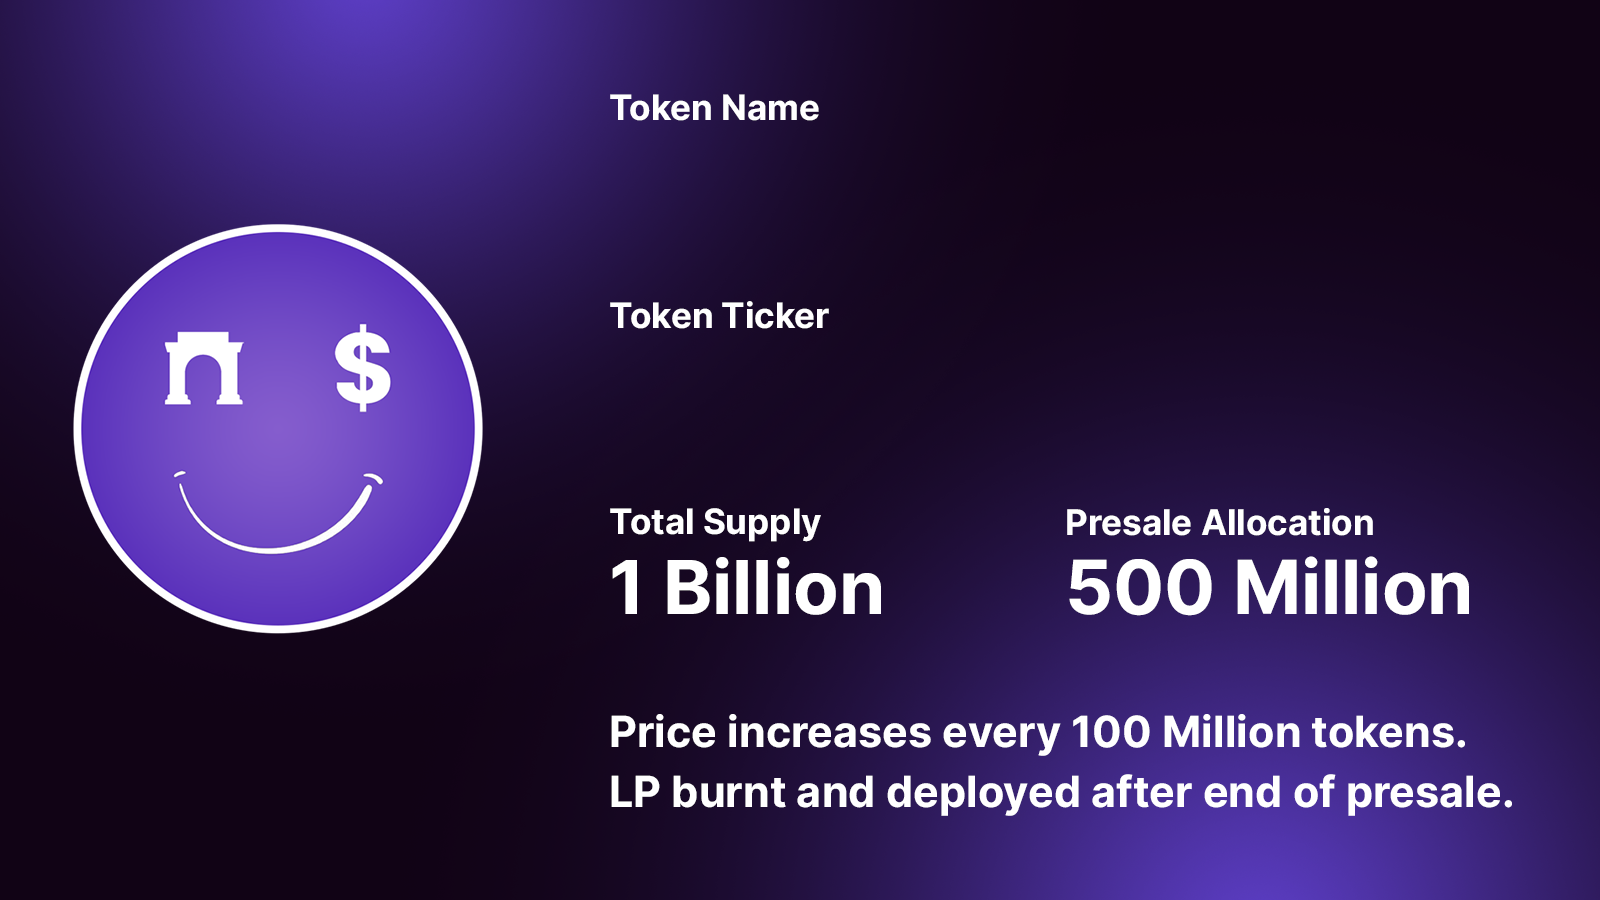 Token Name
Token Ticker
$
Total Supply
1 Billion
Presale Allocation
500 Million
Price increases every 100 Million tokens.
LP burnt and deployed after end of presale.